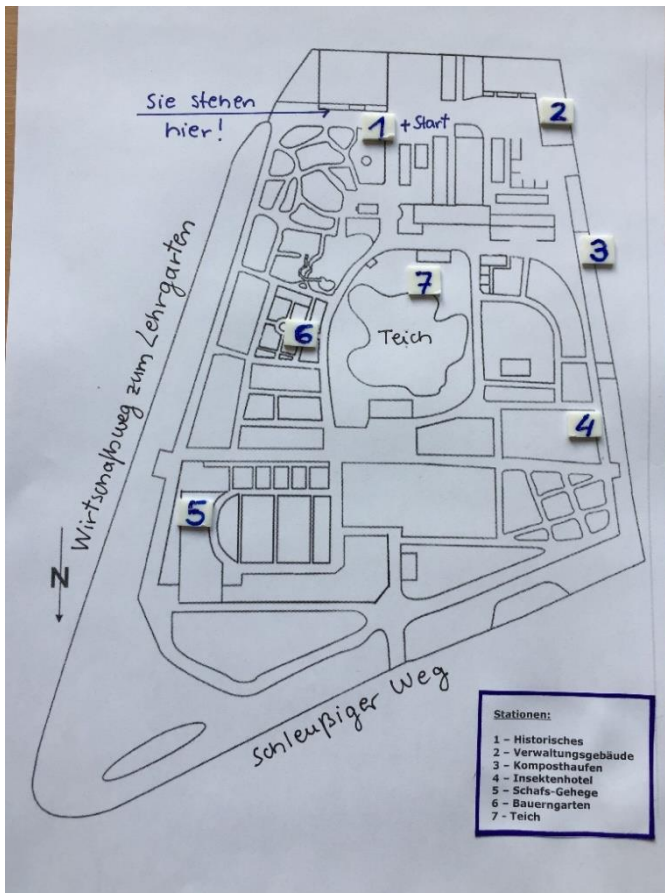 Sie stehen
hier!
1 + Start
2
3
7
Teich
6
4
5
Wirtschaftsweg zum Lehrgarten
N
Schleußiger Weg
Stationen:
1 – Historisches
2 – Verwaltungsgebäude
3 – Komposthaufen
4 – Insektenhotel
5 – Schafs-Gehege
6 – Bauerngarten
7 - Teich